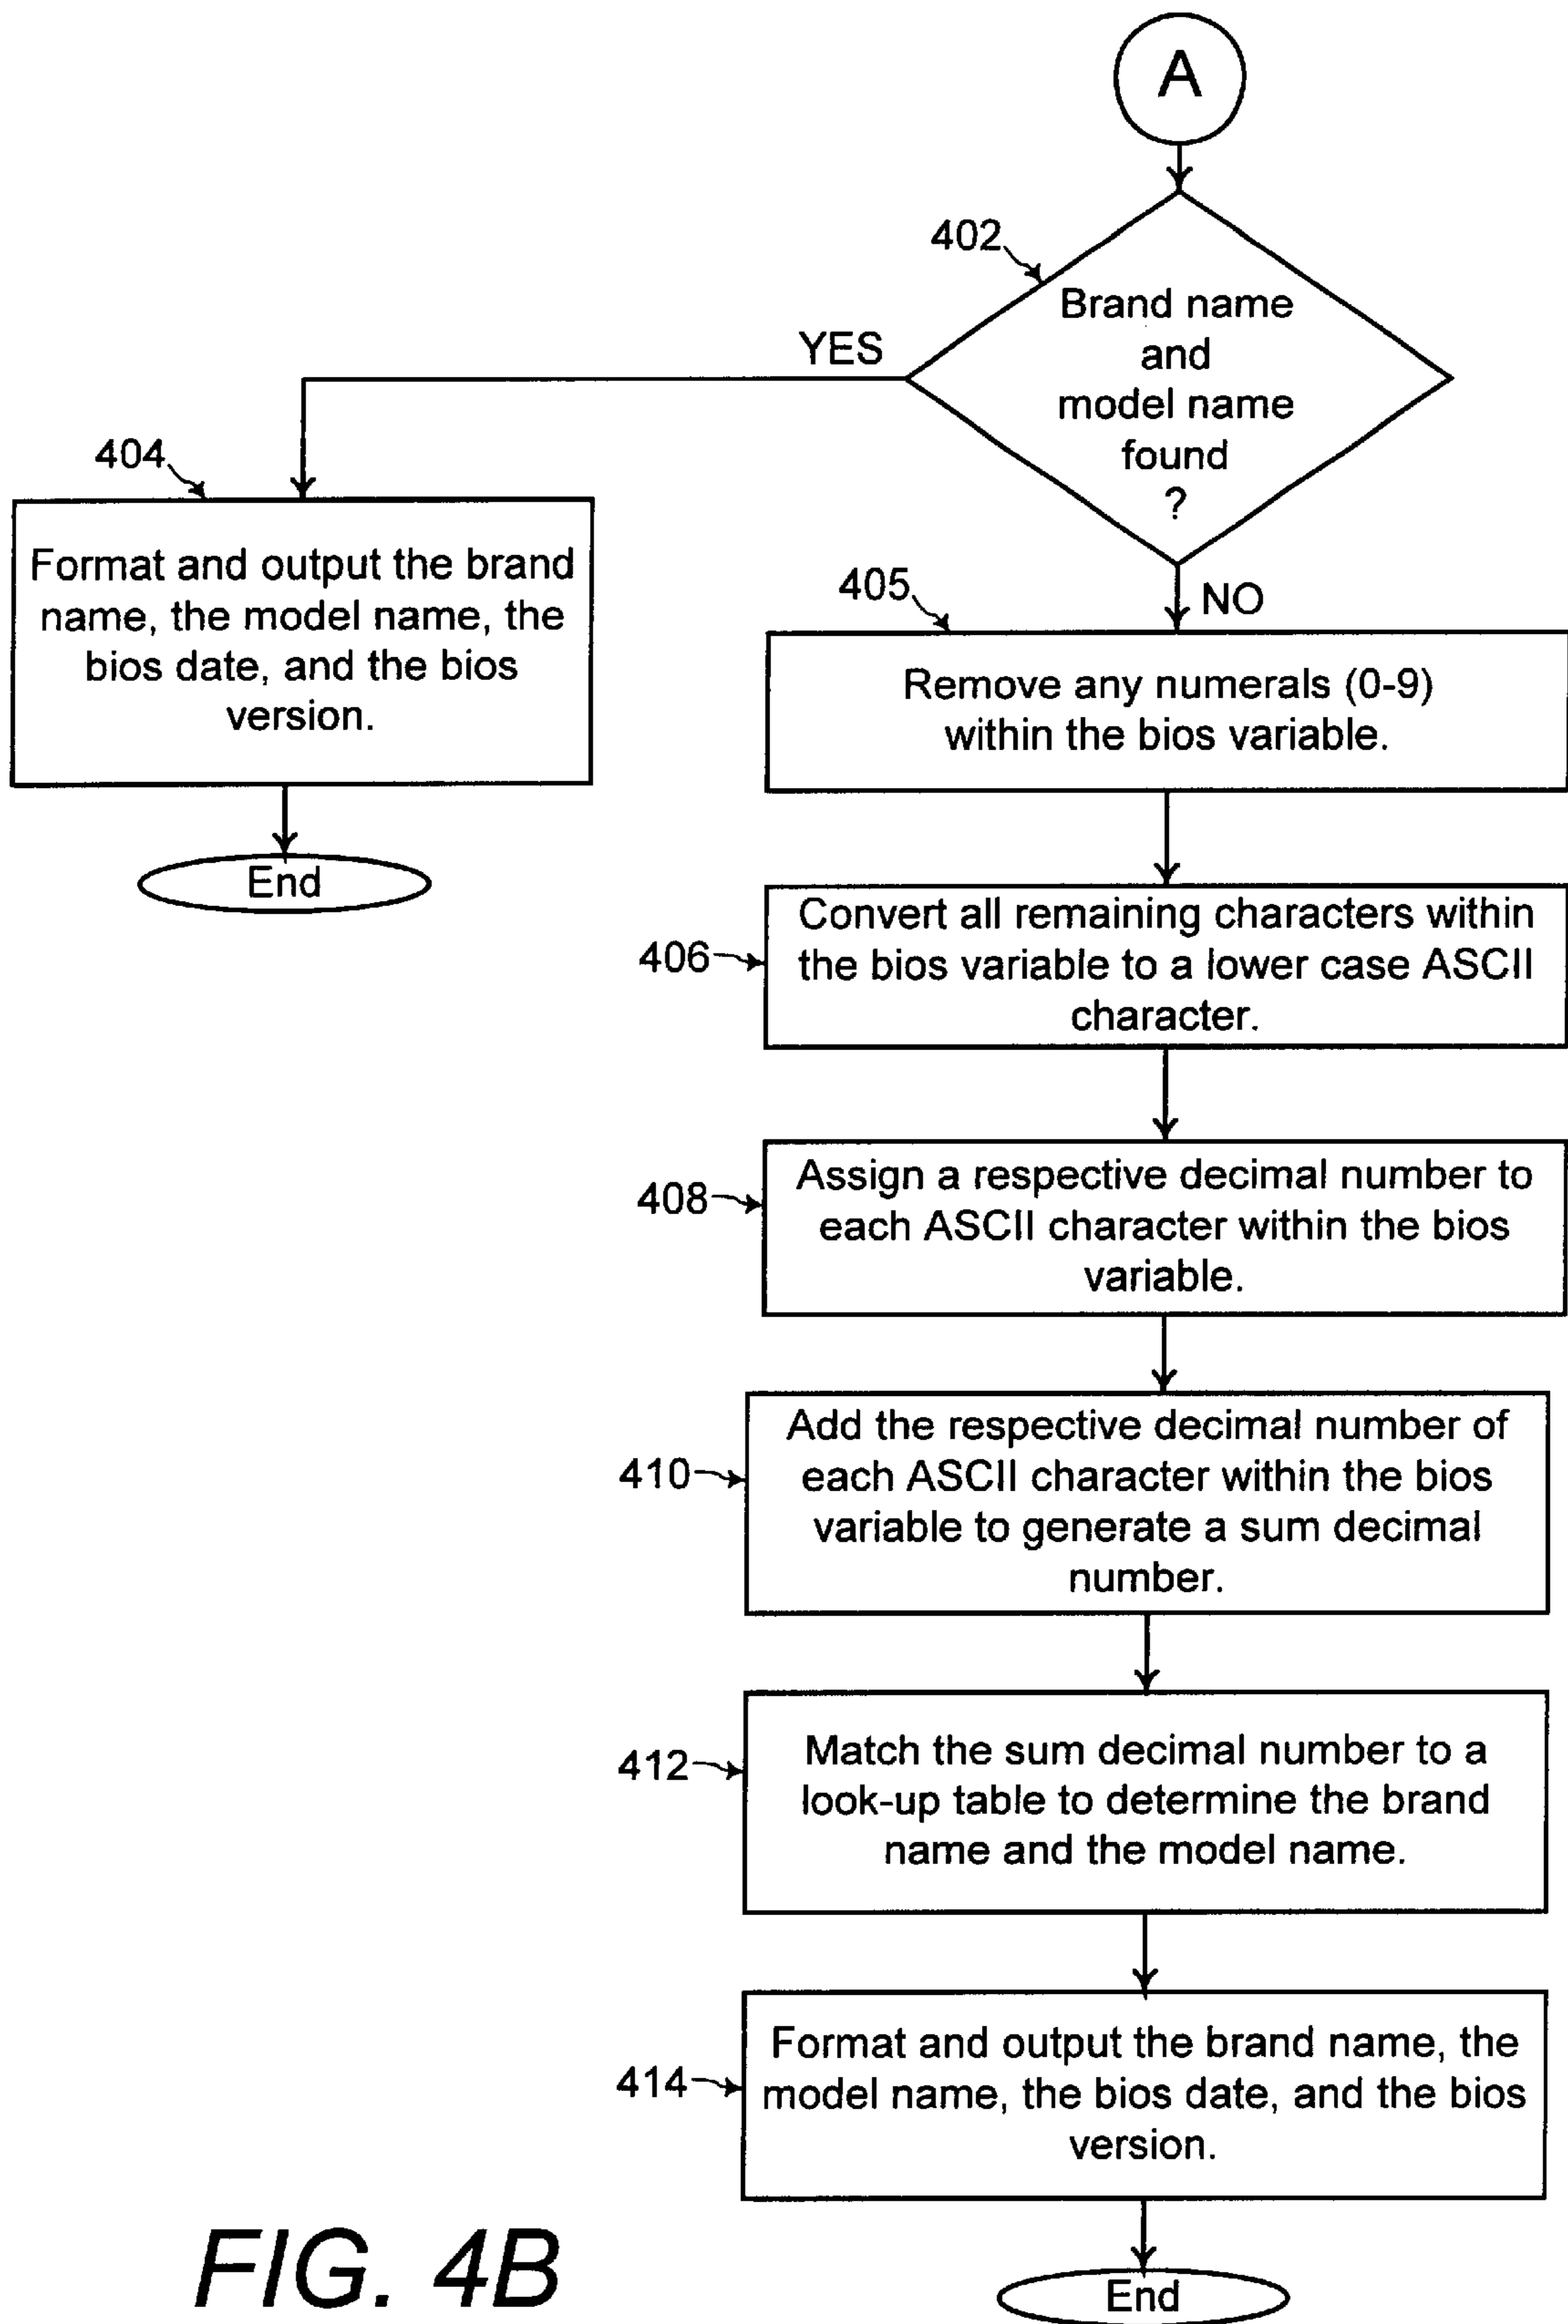 A
402
Brand name
and
model name
found
?
YES
NO
404
Format and output the brand
name, the model name, the
bios date, and the bios
version.
End
405
Remove any numerals (0-9)
within the bios variable.
406
Convert all remaining characters within
the bios variable to a lower case ASCII
character.
408
Assign a respective decimal number to
each ASCII character within the bios
variable.
410
Add the respective decimal number of
each ASCII character within the bios
variable to generate a sum decimal
number.
412
Match the sum decimal number to a
look-up table to determine the brand
name and the model name.
414
Format and output the brand name, the
model name, the bios date, and the bios
version.
End
FIG. 4B